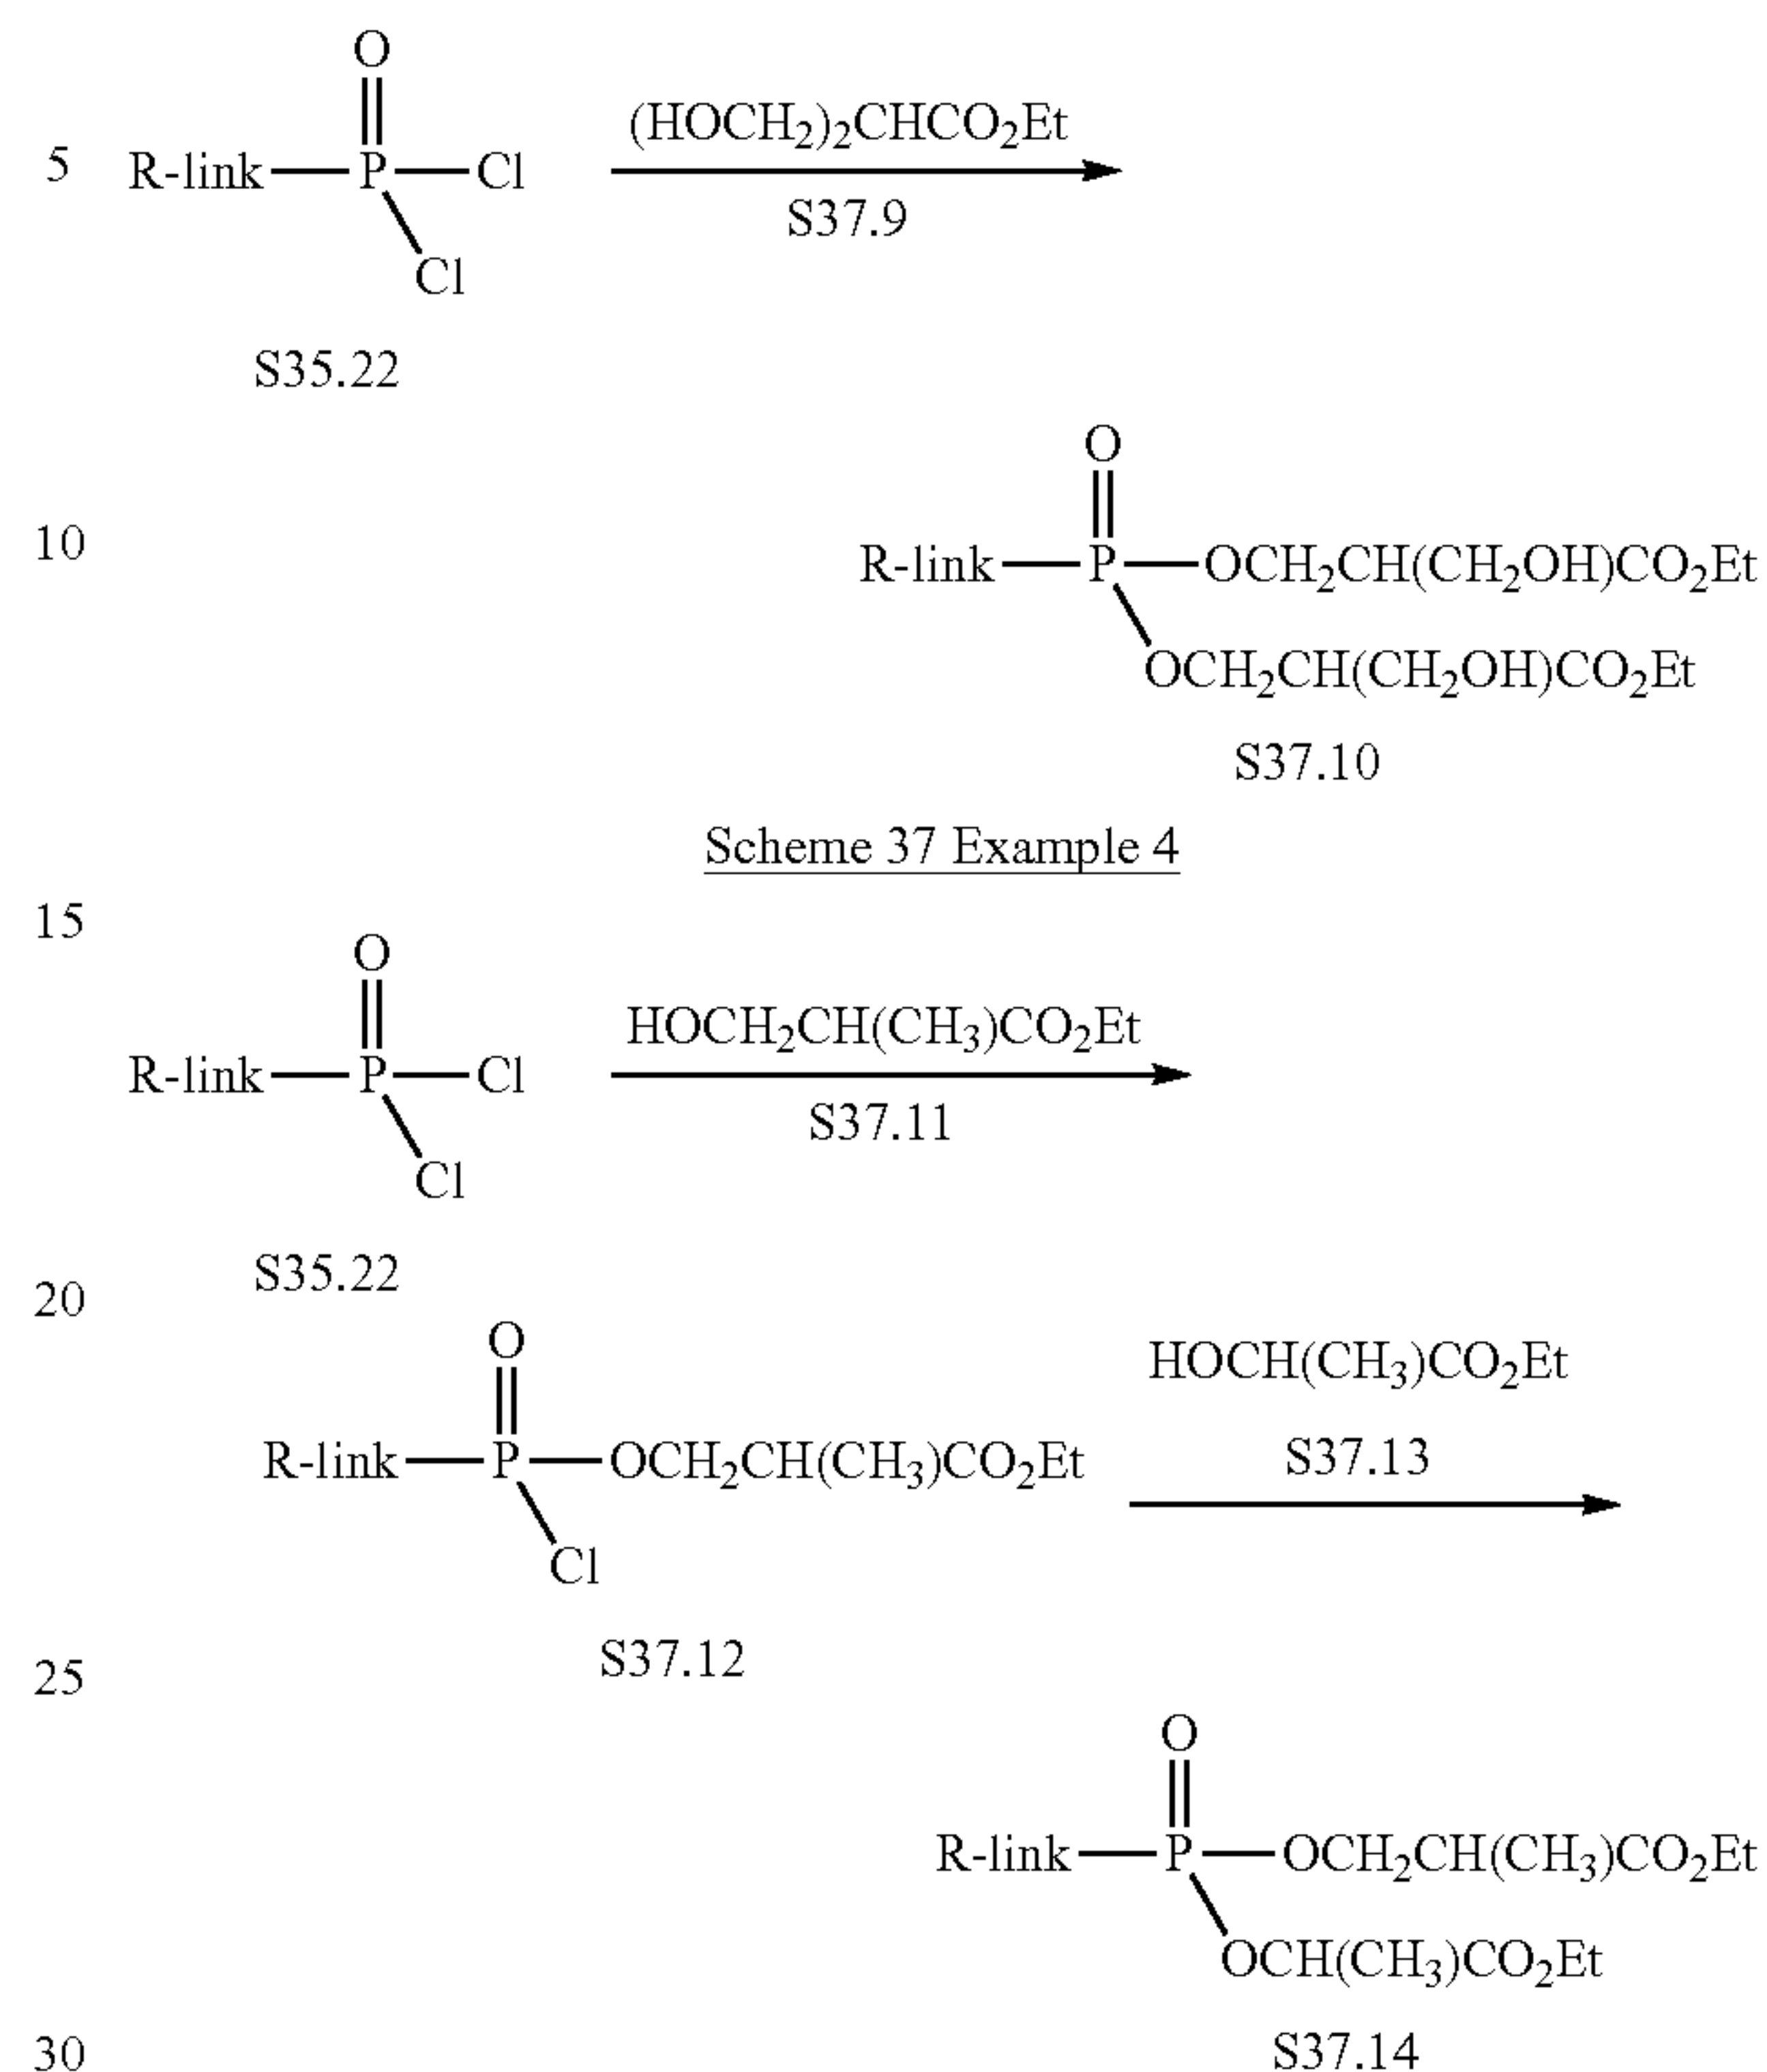 O
5 R-link P Cl (HOCH2)2CHCO2Et
S37.9
Cl
S35.22
O
10 R-link P OCH2CH(CH2OH)CO2Et
OCH2CH(CH2OH)CO2Et
S37.10
Scheme 37 Example 4
15
O
R-link P Cl HOCH2CH(CH3)CO2Et
S37.11
Cl
S35.22
20
O
R-link P OCH2CH(CH3)CO2Et HOCH(CH3)CO2Et
S37.13
Cl
S37.12
25
O
R-link P OCH2CH(CH3)CO2Et
OCH(CH3)CO2Et
30 S37.14